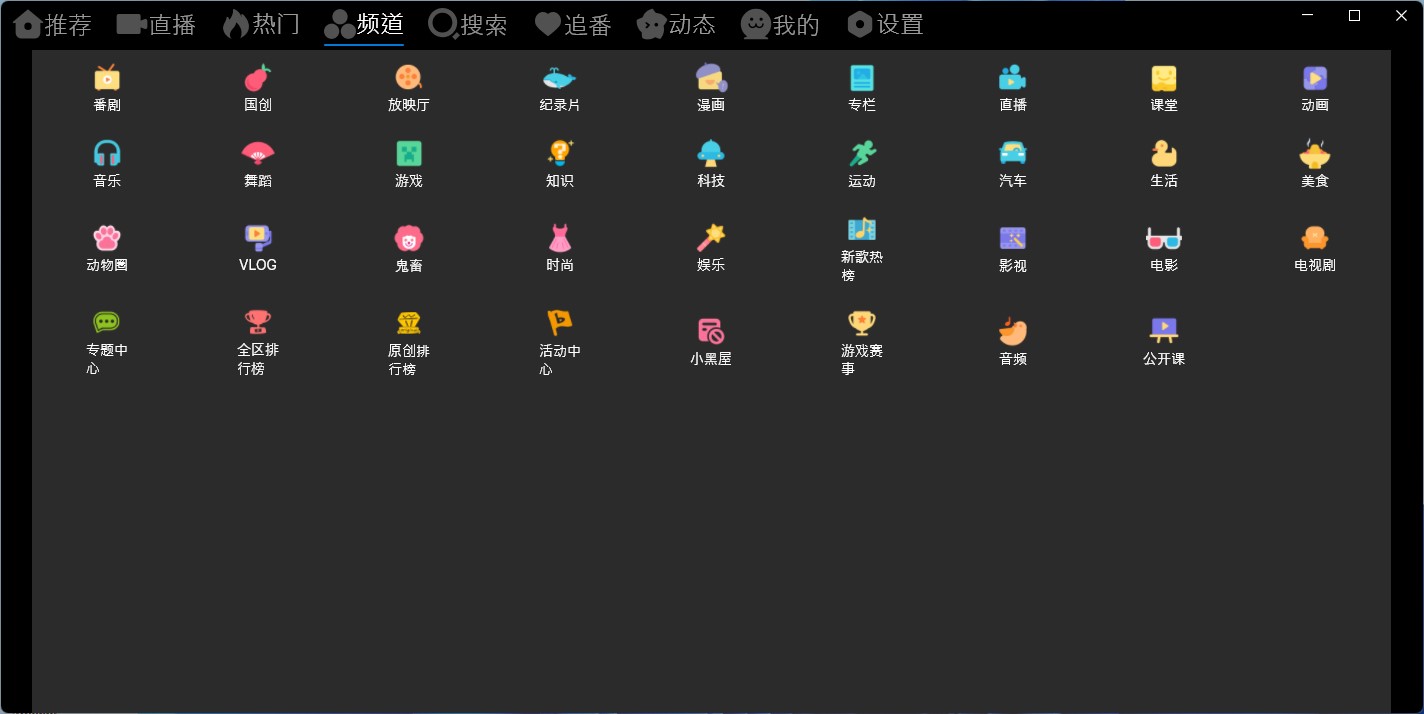 推荐 直播 热门 频道 搜索 追番 动态 我的 设置
番剧 国创 放映厅 纪录片 漫画 专栏 直播 课堂 动画
音乐 舞蹈 游戏 知识 科技 运动 汽车 生活 美食
动物圈 VLOG 鬼畜 时尚 娱乐 新歌热 影视 电影 电视剧
榜
专题中 全区排 原创排 活动中 小黑屋 游戏赛 音频 公开课
心 行榜 行榜 心 事